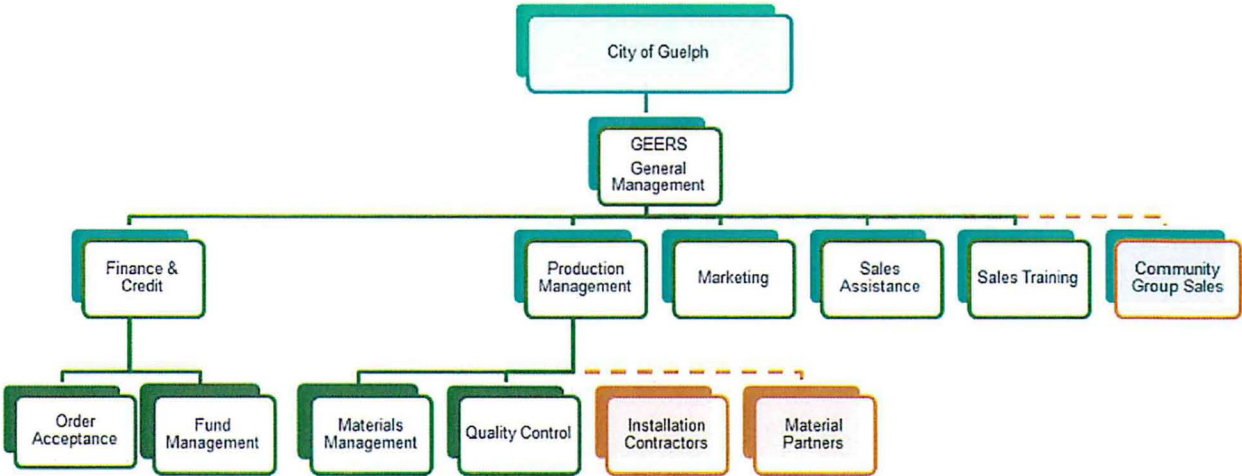 City of Guelph
GEERS
General
Management
Finance &
Credit
Production
Management
Marketing
Sales
Assistance
Sales Training
Community
Group Sales
Order
Acceptance
Fund
Management
Materials
Management
Quality Control
Installation
Contractors
Material
Partners